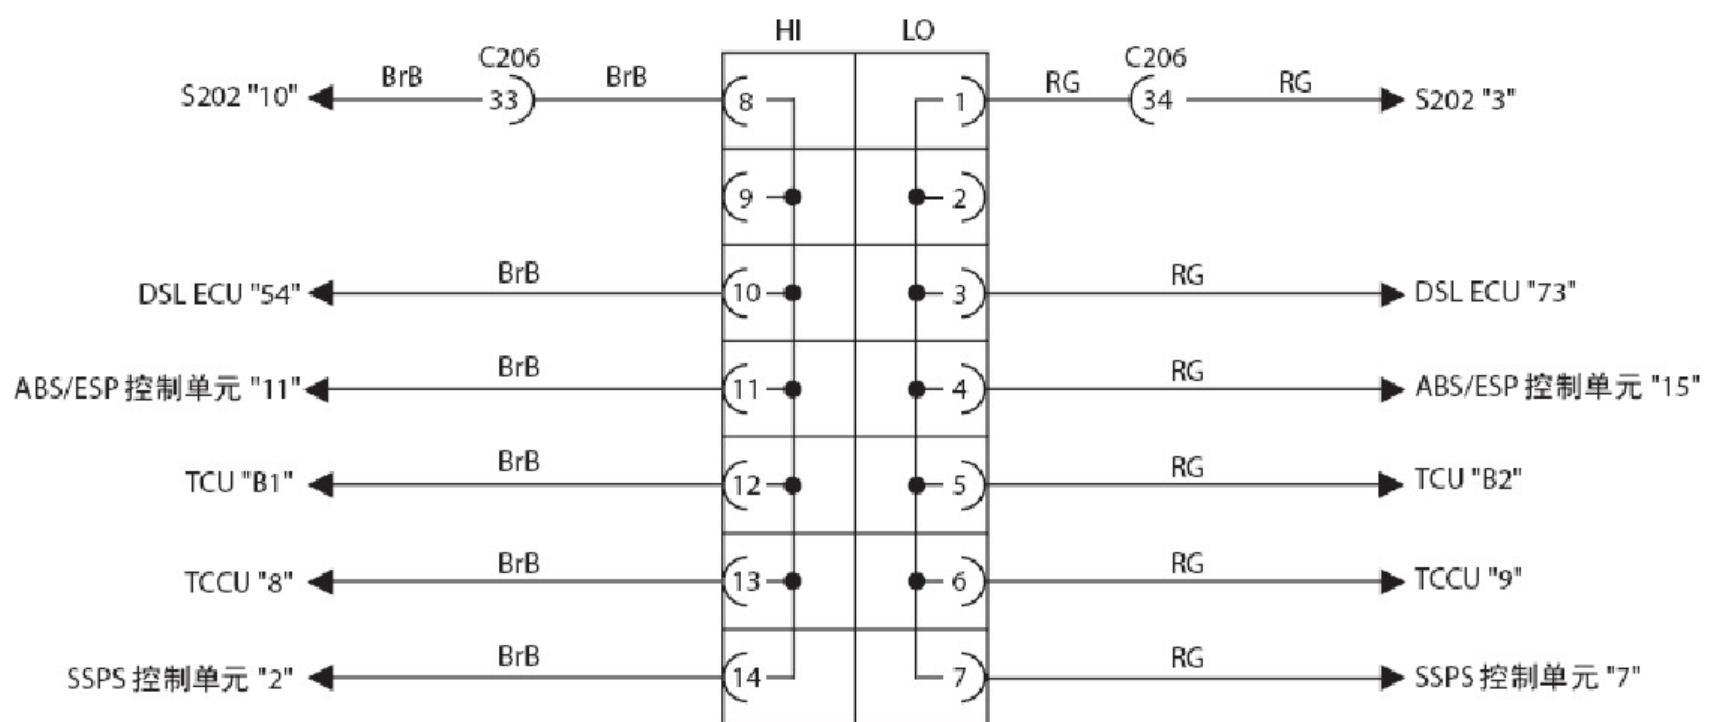 HI LO
C206 C206
BrB BrB RG RG
S202 "10" 33 8 1 34 S202 "3"
9 2
BrB RG
DSL ECU "54" 10 3 DSL ECU "73"
BrB RG
ABS/ESP 控制单元 "11" 11 4 ABS/ESP 控制单元 "15"
BrB RG
TCU "B1" 12 5 TCU "B2"
BrB RG
TCCU "8" 13 6 TCCU "9"
BrB RG
SSPS 控制单元 "2" 14 7 SSPS 控制单元 "7"